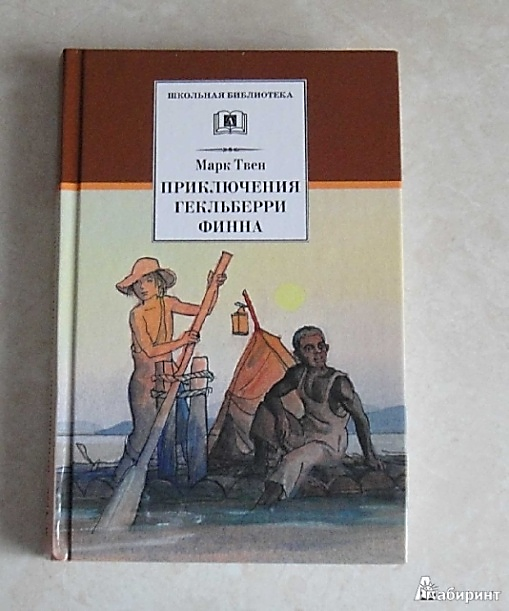 ШКОЛЬНАЯ БИБЛИОТЕКА
Марк Твен
ПРИКЛЮЧЕНИЯ
ГЕКЛЬБЕРРИ
ФИННА
Лабиринт